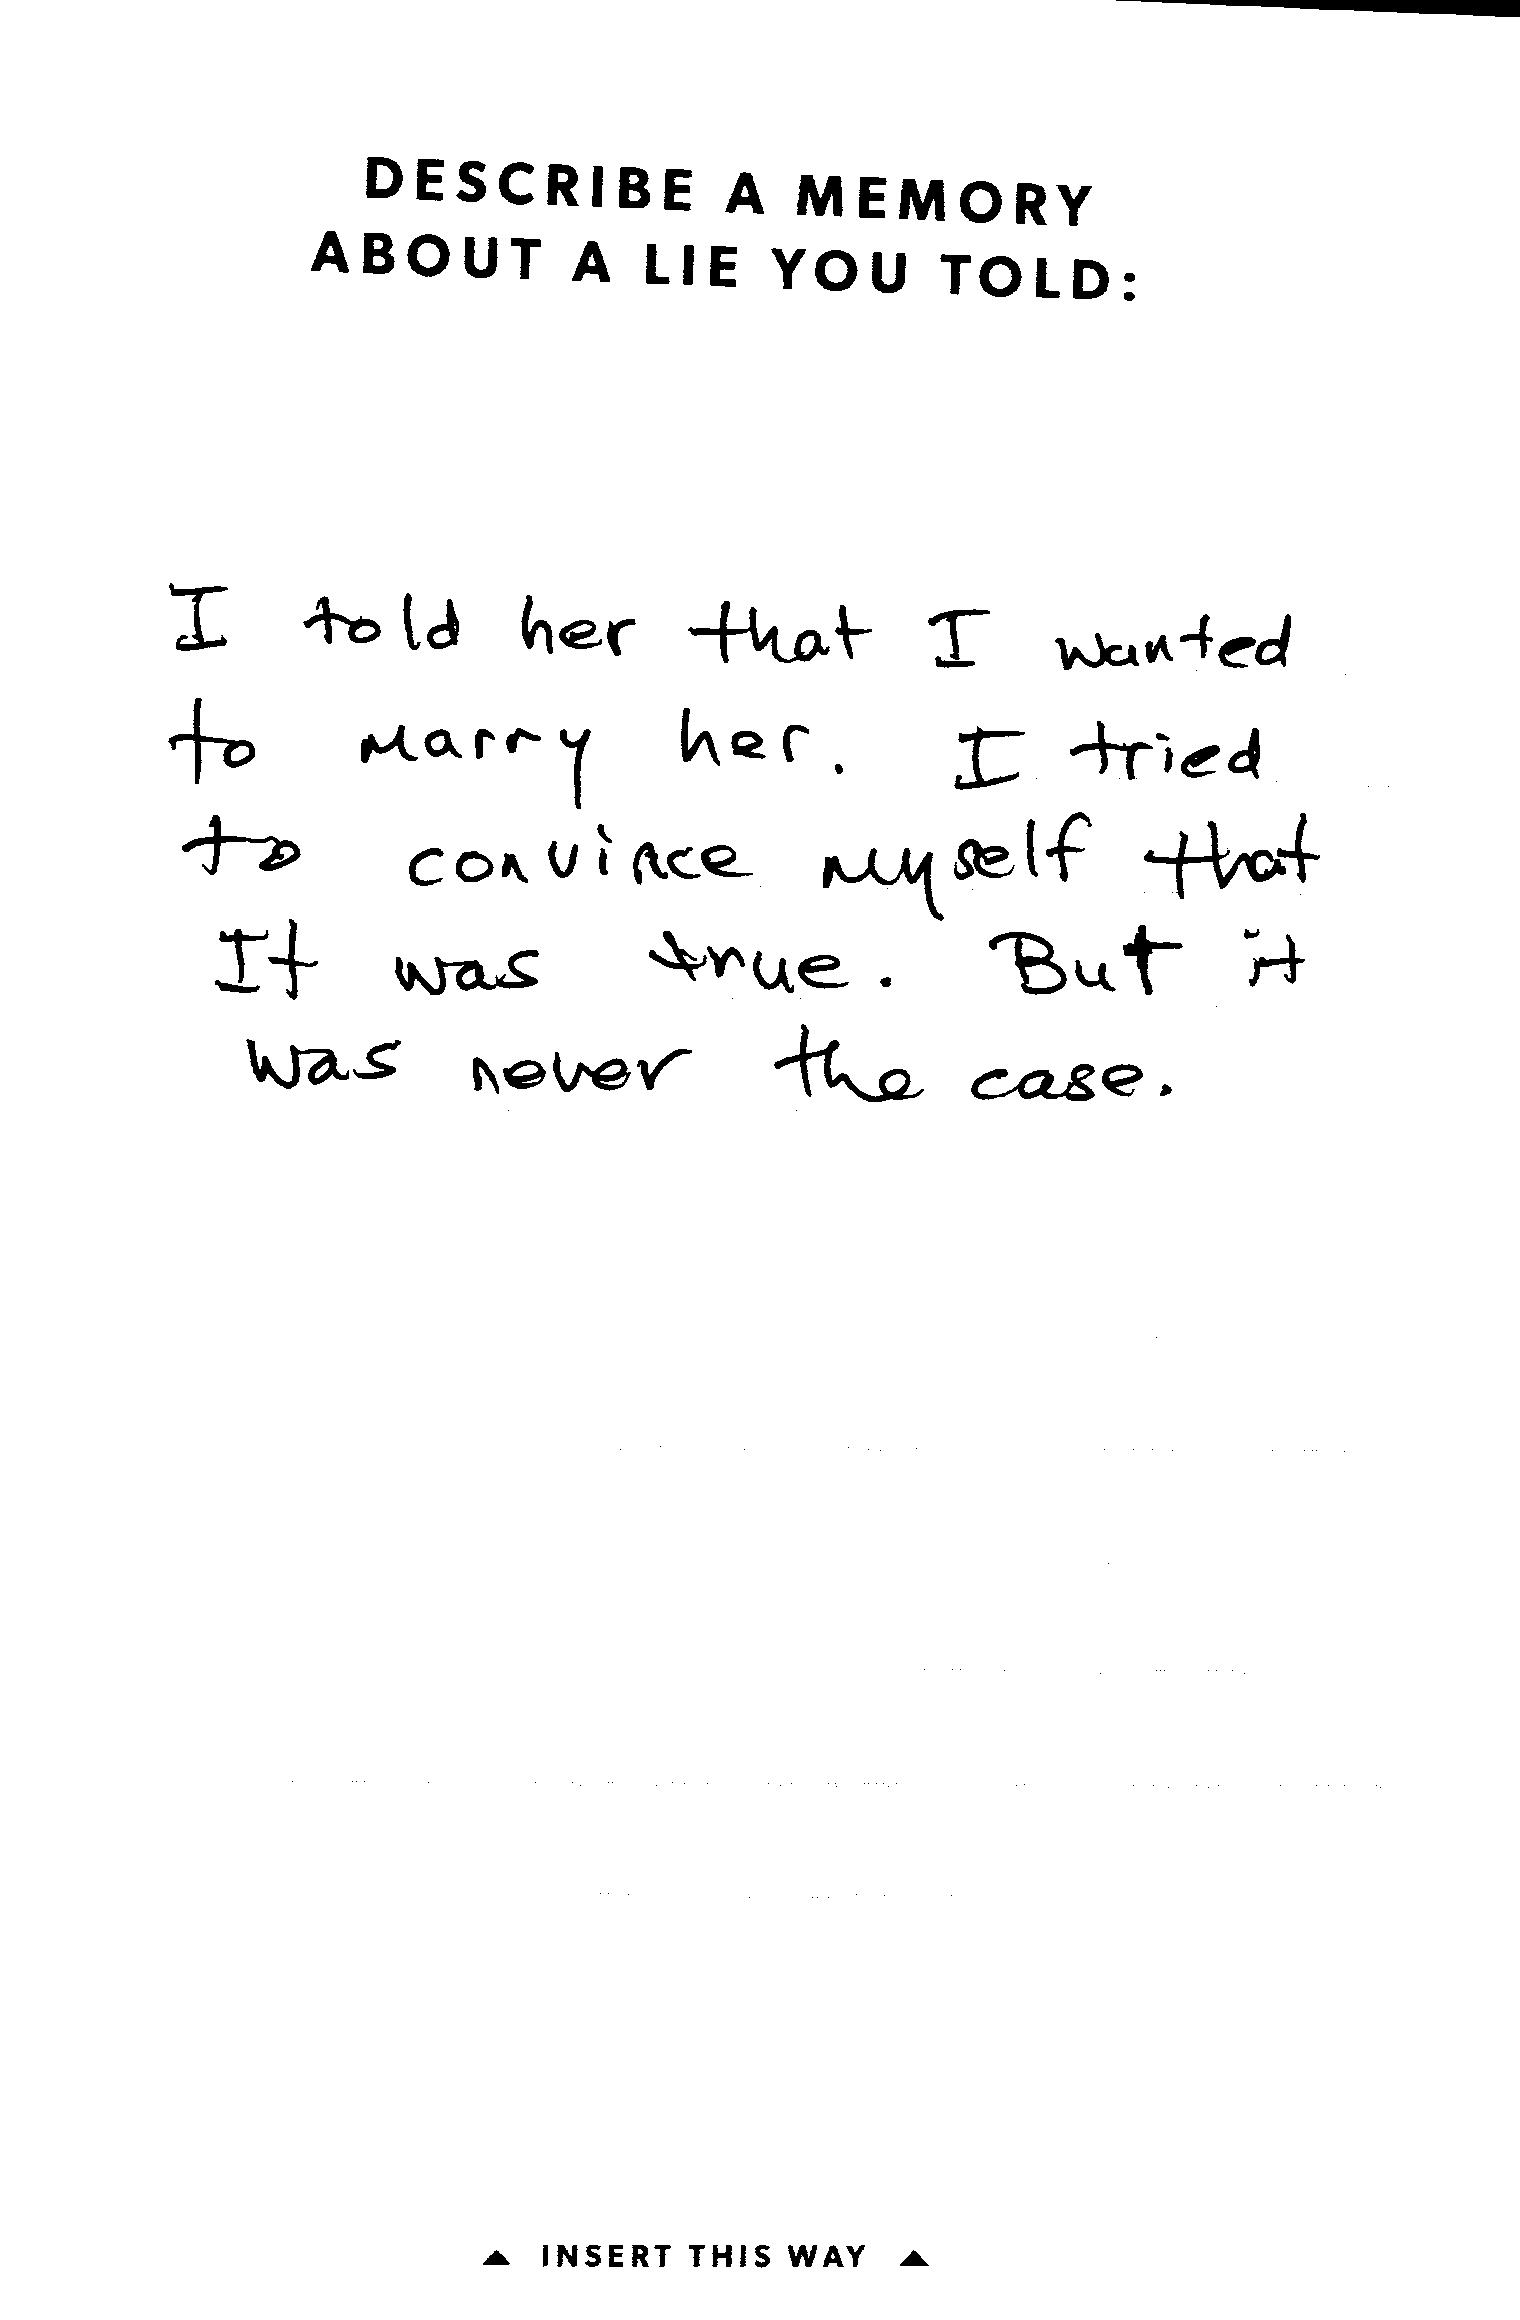 DESCRIBE A MEMORY
ABOUT A LIE YOU TOLD:
I told her that I wanted
to marry her. I tried
to convince myself that
It was true. But it
was never the case.
▲ INSERT THIS WAY ▲